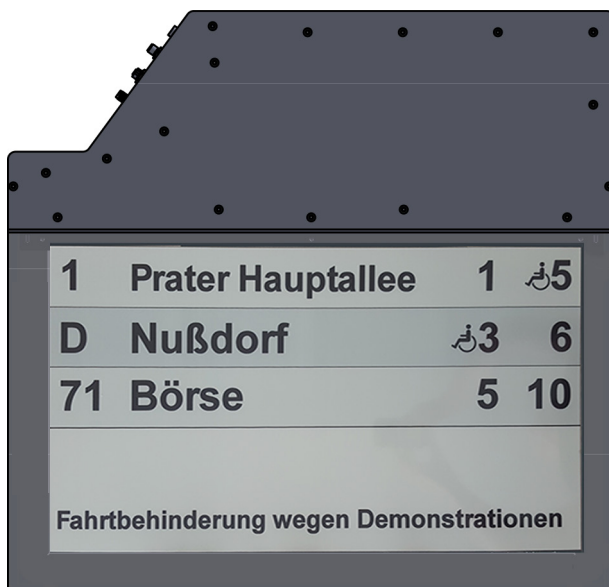 1 Prater Hauptallee 1 ♿5
D Nußdorf ♿3 6
71 Börse 5 10
Fahrtbehinderung wegen Demonstrationen